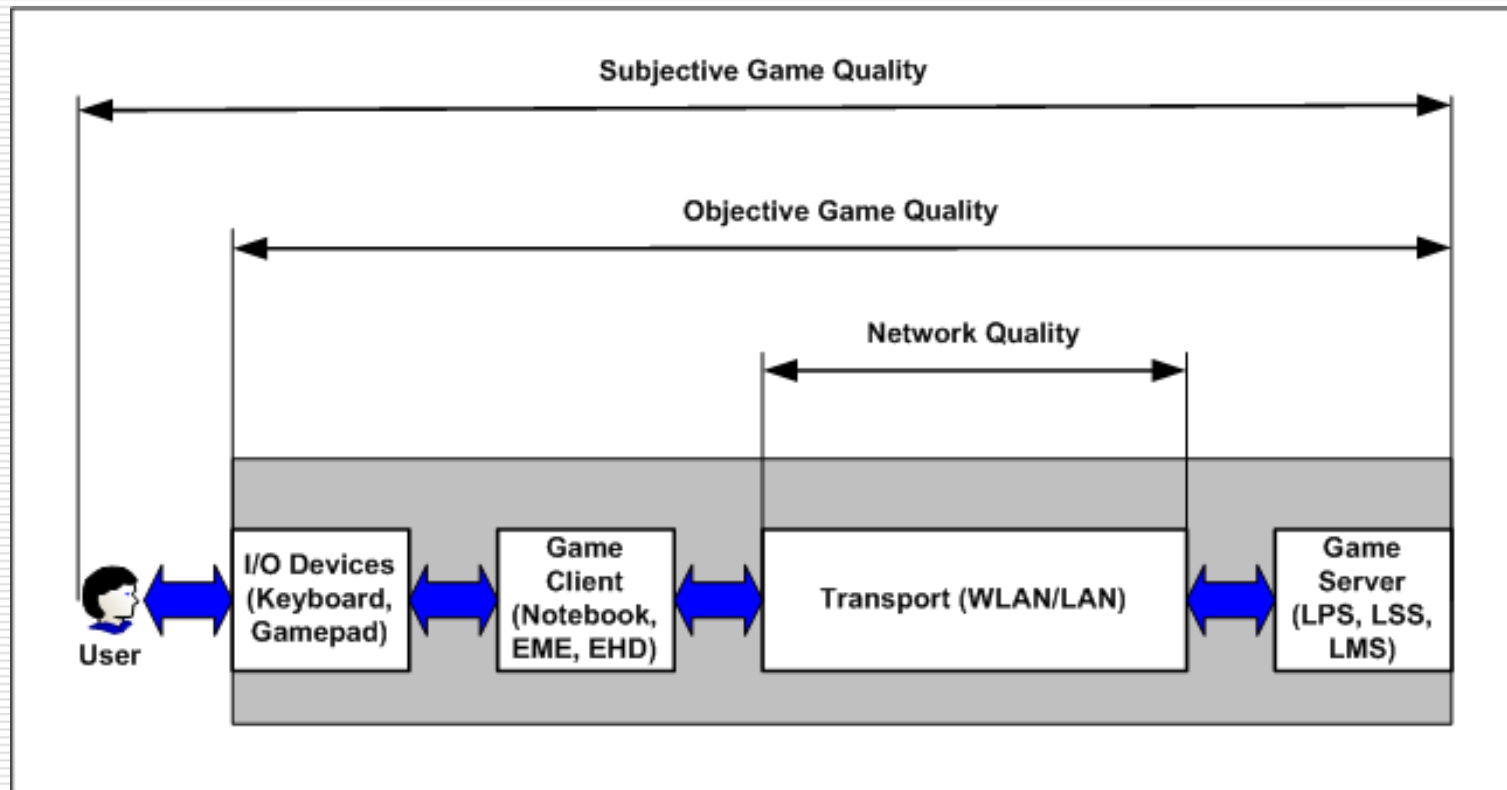 Subjective Game Quality
Objective Game Quality
Network Quality
User
I/O Devices
(Keyboard,
Gamepad)
Game
Client
(Notebook,
EME, EHD)
Transport (WLAN/LAN)
Game
Server
(LPS, LSS,
LMS)